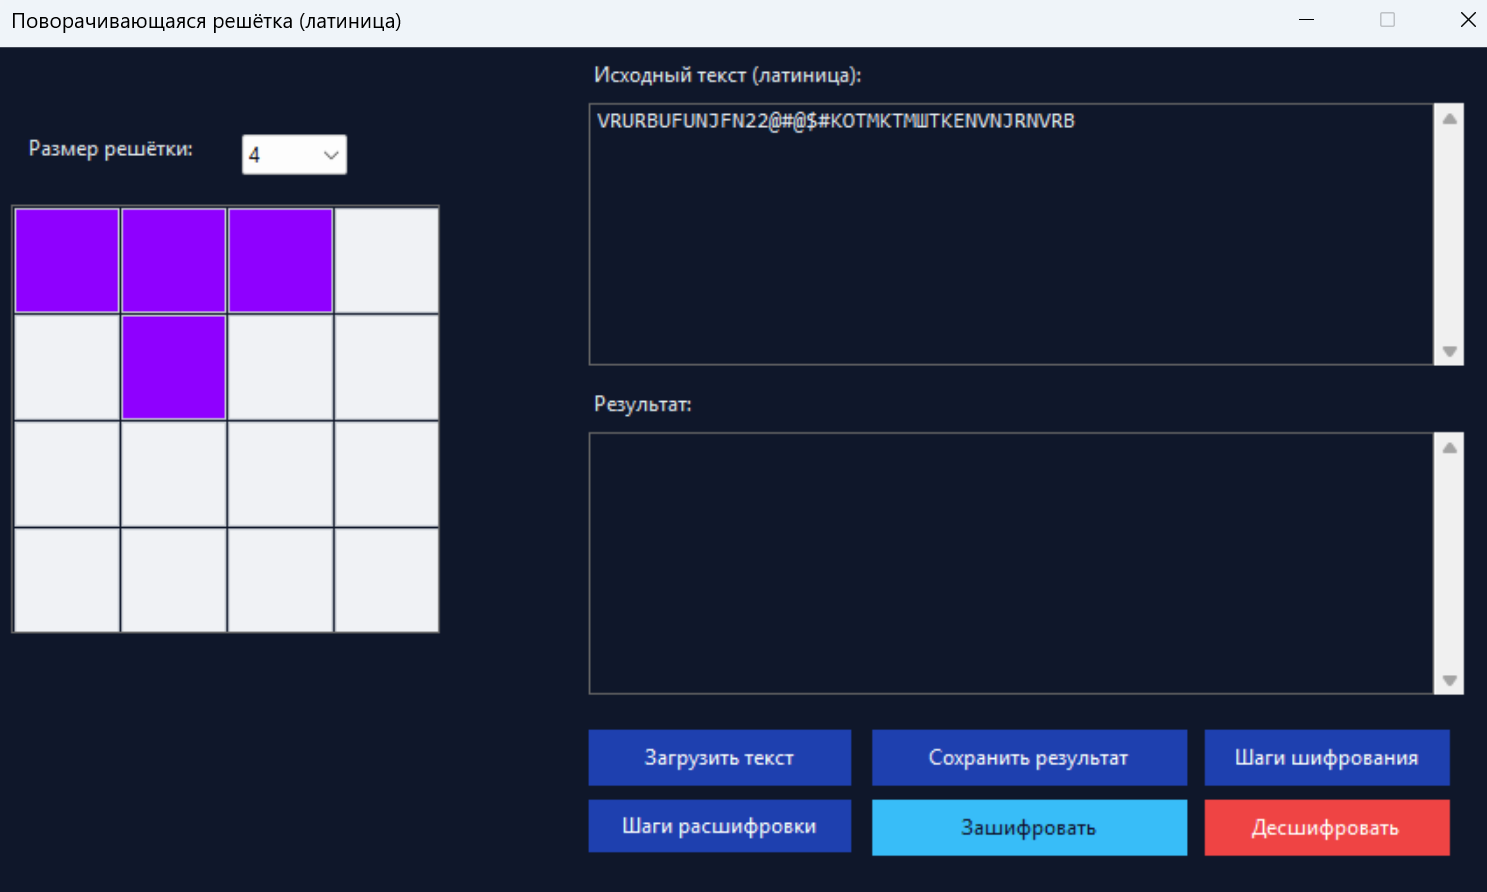 Поворачивающаяся решётка (латиница)
Размер решётки:
4
Исходный текст (латиница):
VRURBUFUNJFN22@#@$#KOTMKTMШTKENVNJRNVRB
Результат:
Загрузить текст
Сохранить результат
Шаги шифрования
Шаги расшифровки
Зашифровать
Десшифровать